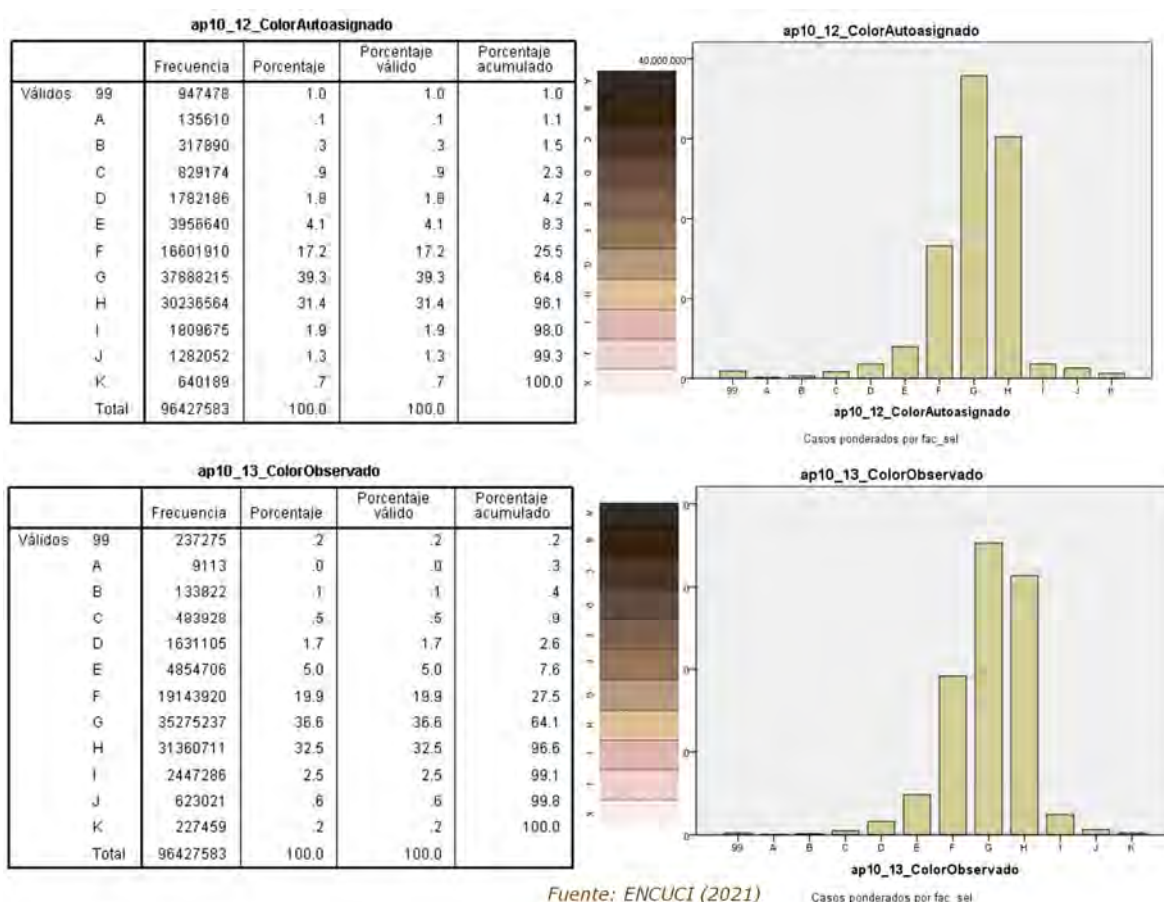 ap10_12_ColorAutoasignado
Frecuencia Porcentaje Porcentaje válido Porcentaje acumulado
Válidos 99 947478 1.0 1.0 1.0
A 135610 .1 .1 1.1
B 317890 .3 .3 1.5
C 829174 .9 .9 2.3
D 1782186 1.8 1.8 4.2
E 3956640 4.1 4.1 8.3
F 16601910 17.2 17.2 25.5
G 37888215 39.3 39.3 64.8
H 30236564 31.4 31.4 96.1
I 1809675 1.9 1.9 98.0
J 1282052 1.3 1.3 99.3
K 640189 .7 .7 100.0
Total 96427583 100.0 100.0
A B C D E F G H I J K
ap10_12_ColorAutoasignado
40,000,000
0
0
0
0
99 A B C D E F G H I J K
ap10_12_ColorAutoasignado
Casos ponderados por fac_sel
ap10_13_ColorObservado
Frecuencia Porcentaje Porcentaje válido Porcentaje acumulado
Válidos 99 237275 .2 .2 .2
A 9113 .0 .0 .3
B 133822 .1 .1 .4
C 493928 .5 .5 .9
D 1631105 1.7 1.7 2.6
E 4854706 5.0 5.0 7.6
F 19143920 19.9 19.9 27.5
G 35275237 36.6 36.6 64.1
H 31360711 32.5 32.5 96.6
I 2447286 2.5 2.5 99.1
J 623021 .6 .6 99.8
K 227459 .2 .2 100.0
Total 96427583 100.0 100.0
A B C D E F G H I J K
ap10_13_ColorObservado
0
0
0
0
0
99 A B C D E F G H I J K
ap10_13_ColorObservado
Fuente: ENCUCI (2021)
Casos ponderados por fac_sel